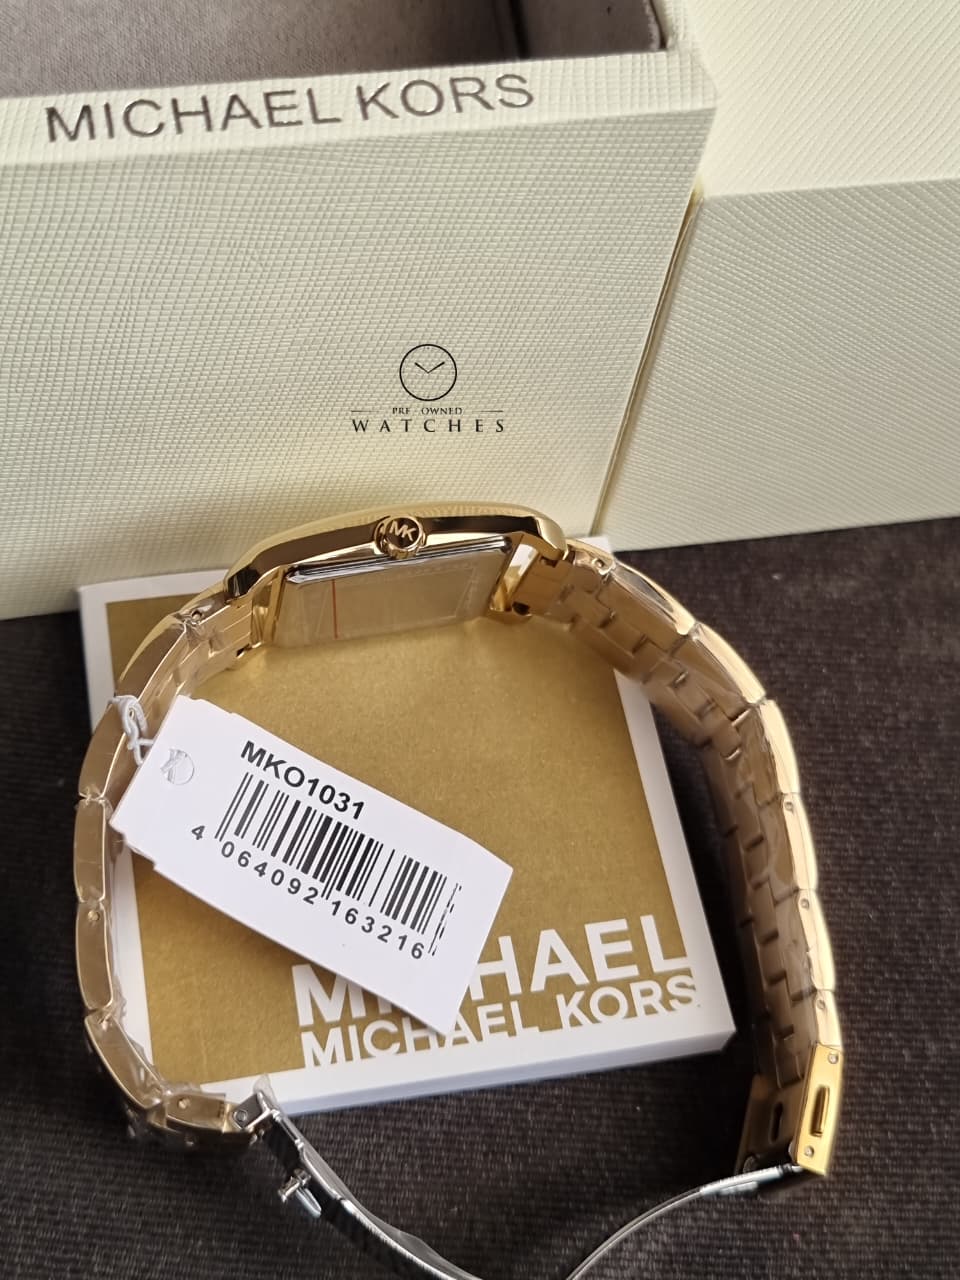 MICHAEL KORS
PRE OWNED
WATCHES
MK
MKO1031
4 064092 163216
MICHAEL
MICHAEL KORS